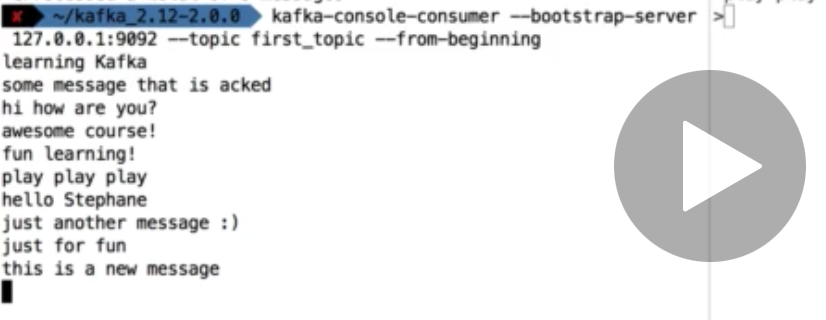 ✘ ~/kafka_2.12-2.0.0 kafka-console-consumer --bootstrap-server
127.0.0.1:9092 --topic first_topic --from-beginning
learning Kafka
some message that is acked
hi how are you?
awesome course!
fun learning!
play play play
hello Stephane
just another message :)
just for fun
this is a new message
>